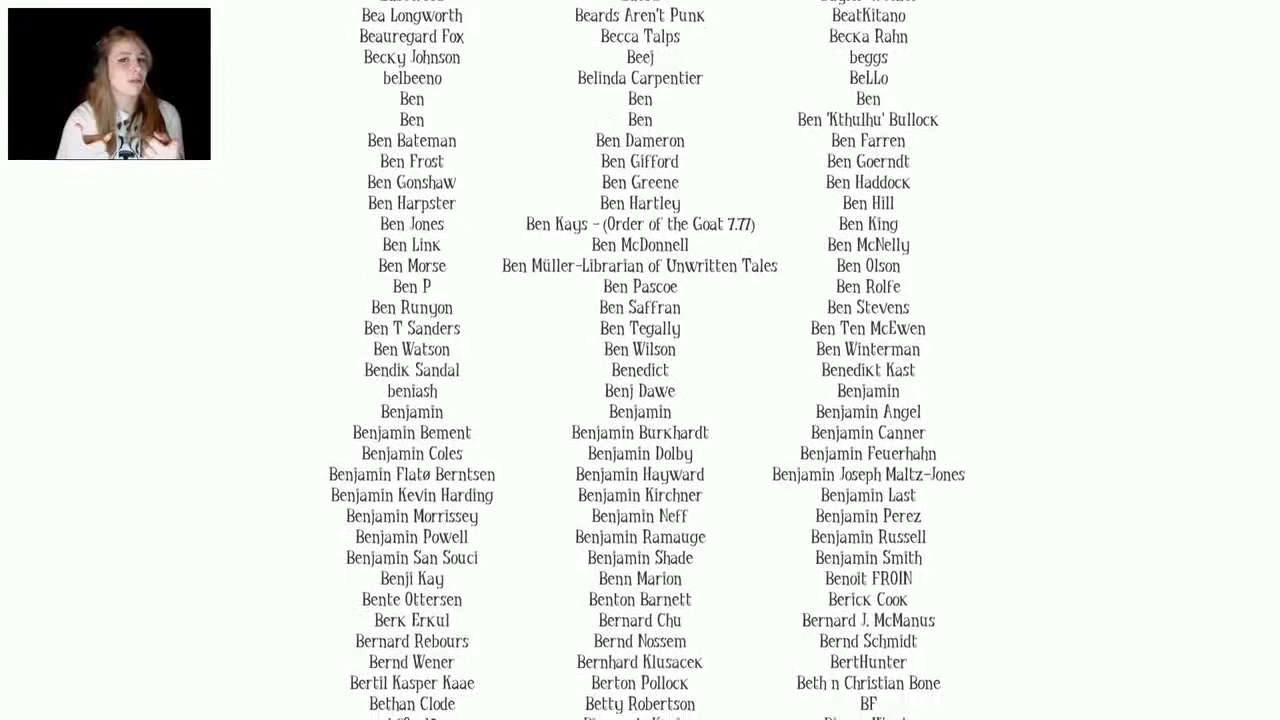 Bea Longworth Beards Aren't Punk BeatKitano
Beauregard Fox Becca Talps Becka Rahn
Becky Johnson Beej beggs
belbeeno Belinda Carpentier BeLLo
Ben Ben Ben
Ben Ben Ben 'Kthulhu' Bullock
Ben Bateman Ben Dameron Ben Farren
Ben Frost Ben Gifford Ben Goerndt
Ben Gonshaw Ben Greene Ben Haddock
Ben Harpster Ben Hartley Ben Hill
Ben Jones Ben Kays - (Order of the Goat 7.77) Ben King
Ben Link Ben McDonnell Ben McNelly
Ben Morse Ben Müller-Librarian of Unwritten Tales Ben Olson
Ben P Ben Pascoe Ben Rolfe
Ben Runyon Ben Saffran Ben Stevens
Ben T Sanders Ben Tegally Ben Ten McEwen
Ben Watson Ben Wilson Ben Winterman
Bendik Sandal Benedict Benedikt Kast
beniash Benj Dawe Benjamin
Benjamin Benjamin Benjamin Angel
Benjamin Bement Benjamin Burkhardt Benjamin Canner
Benjamin Coles Benjamin Dolby Benjamin Feuerhahn
Benjamin Flatø Berntsen Benjamin Hayward Benjamin Joseph Maltz-Jones
Benjamin Kevin Harding Benjamin Kirchner Benjamin Last
Benjamin Morrissey Benjamin Neff Benjamin Perez
Benjamin Powell Benjamin Ramauge Benjamin Russell
Benjamin San Souci Benjamin Shade Benjamin Smith
Benji Kay Benn Marion Benoit FROIN
Bente Ottersen Benton Barnett Berick Cook
Berk Erkul Bernard Chu Bernard J. McManus
Bernard Rebours Bernd Nossem Bernd Schmidt
Bernd Wener Bernhard Klusacek BertHunter
Bertil Kasper Kaae Berton Pollock Beth n Christian Bone
Bethan Clode Betty Robertson BF